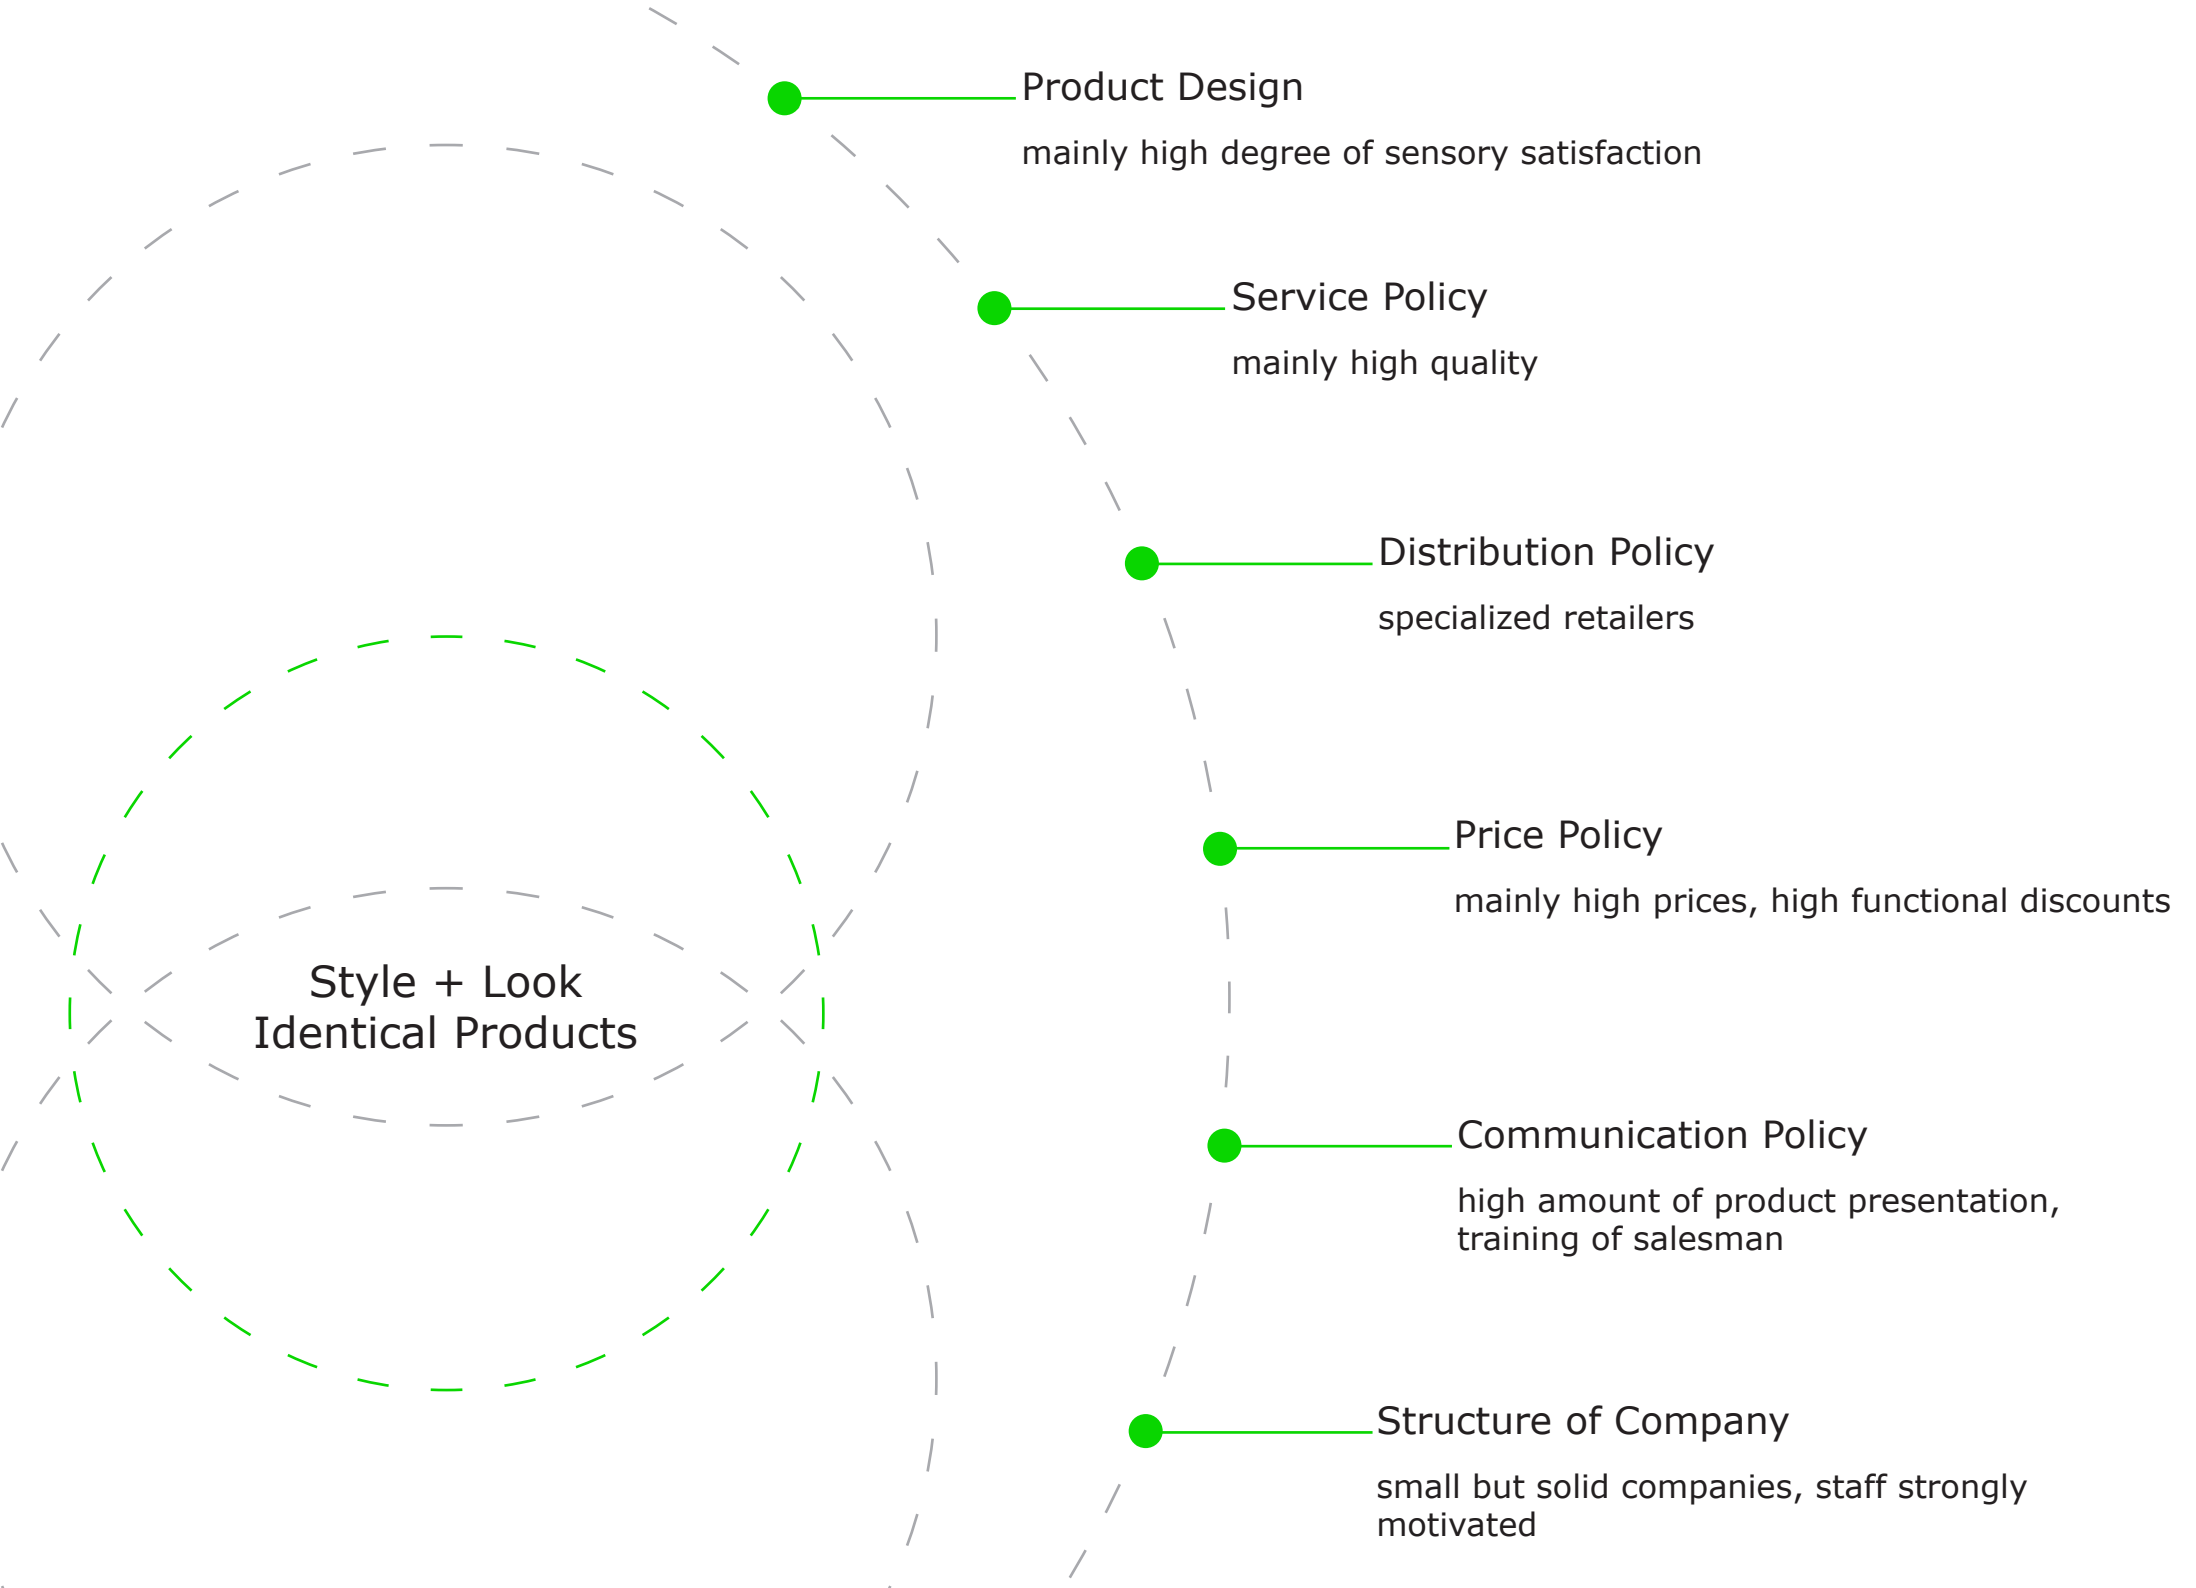 Product Design
mainly high degree of sensory satisfaction
Service Policy
mainly high quality
Distribution Policy
specialized retailers
Price Policy
mainly high prices, high functional discounts
Style + Look
Identical Products
Communication Policy
high amount of product presentation,
training of salesman
Structure of Company
small but solid companies, staff strongly
motivated